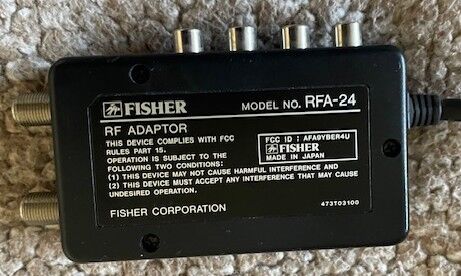 FISHER MODEL NO. RFA-24
RF ADAPTOR
THIS DEVICE COMPLIES WITH FCC
RULES PART 15.
OPERATION IS SUBJECT TO THE
FOLLOWING TWO CONDITIONS:
(1) THIS DEVICE MAY NOT CAUSE HARMFUL INTERFERENCE AND
(2) THIS DEVICE MUST ACCEPT ANY INTERFERENCE THAT MAY CAUSE
UNDESIRED OPERATION.
FCC ID : AFA9YBER4U
FISHER
MADE IN JAPAN
FISHER CORPORATION
473T03100